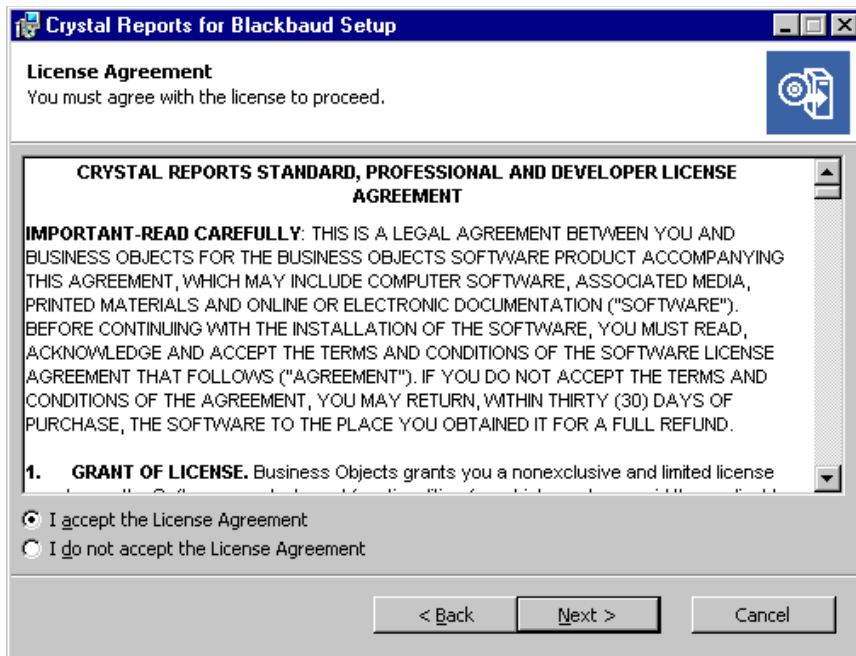 Crystal Reports for Blackbaud Setup
License Agreement
You must agree with the license to proceed.
CRYSTAL REPORTS STANDARD, PROFESSIONAL AND DEVELOPER LICENSE
AGREEMENT
IMPORTANT-READ CAREFULLY: THIS IS A LEGAL AGREEMENT BETWEEN YOU AND
BUSINESS OBJECTS FOR THE BUSINESS OBJECTS SOFTWARE PRODUCT ACCOMPANYING
THIS AGREEMENT, WHICH MAY INCLUDE COMPUTER SOFTWARE, ASSOCIATED MEDIA,
PRINTED MATERIALS AND ONLINE OR ELECTRONIC DOCUMENTATION ("SOFTWARE").
BEFORE CONTINUING WITH THE INSTALLATION OF THE SOFTWARE, YOU MUST READ,
ACKNOWLEDGE AND ACCEPT THE TERMS AND CONDITIONS OF THE SOFTWARE LICENSE
AGREEMENT THAT FOLLOWS ("AGREEMENT"). IF YOU DO NOT ACCEPT THE TERMS AND
CONDITIONS OF THE AGREEMENT, YOU MAY RETURN, WITHIN THIRTY (30) DAYS OF
PURCHASE, THE SOFTWARE TO THE PLACE YOU OBTAINED IT FOR A FULL REFUND.
1. GRANT OF LICENSE. Business Objects grants you a nonexclusive and limited license
I accept the License Agreement
I do not accept the License Agreement
< Back Next > Cancel